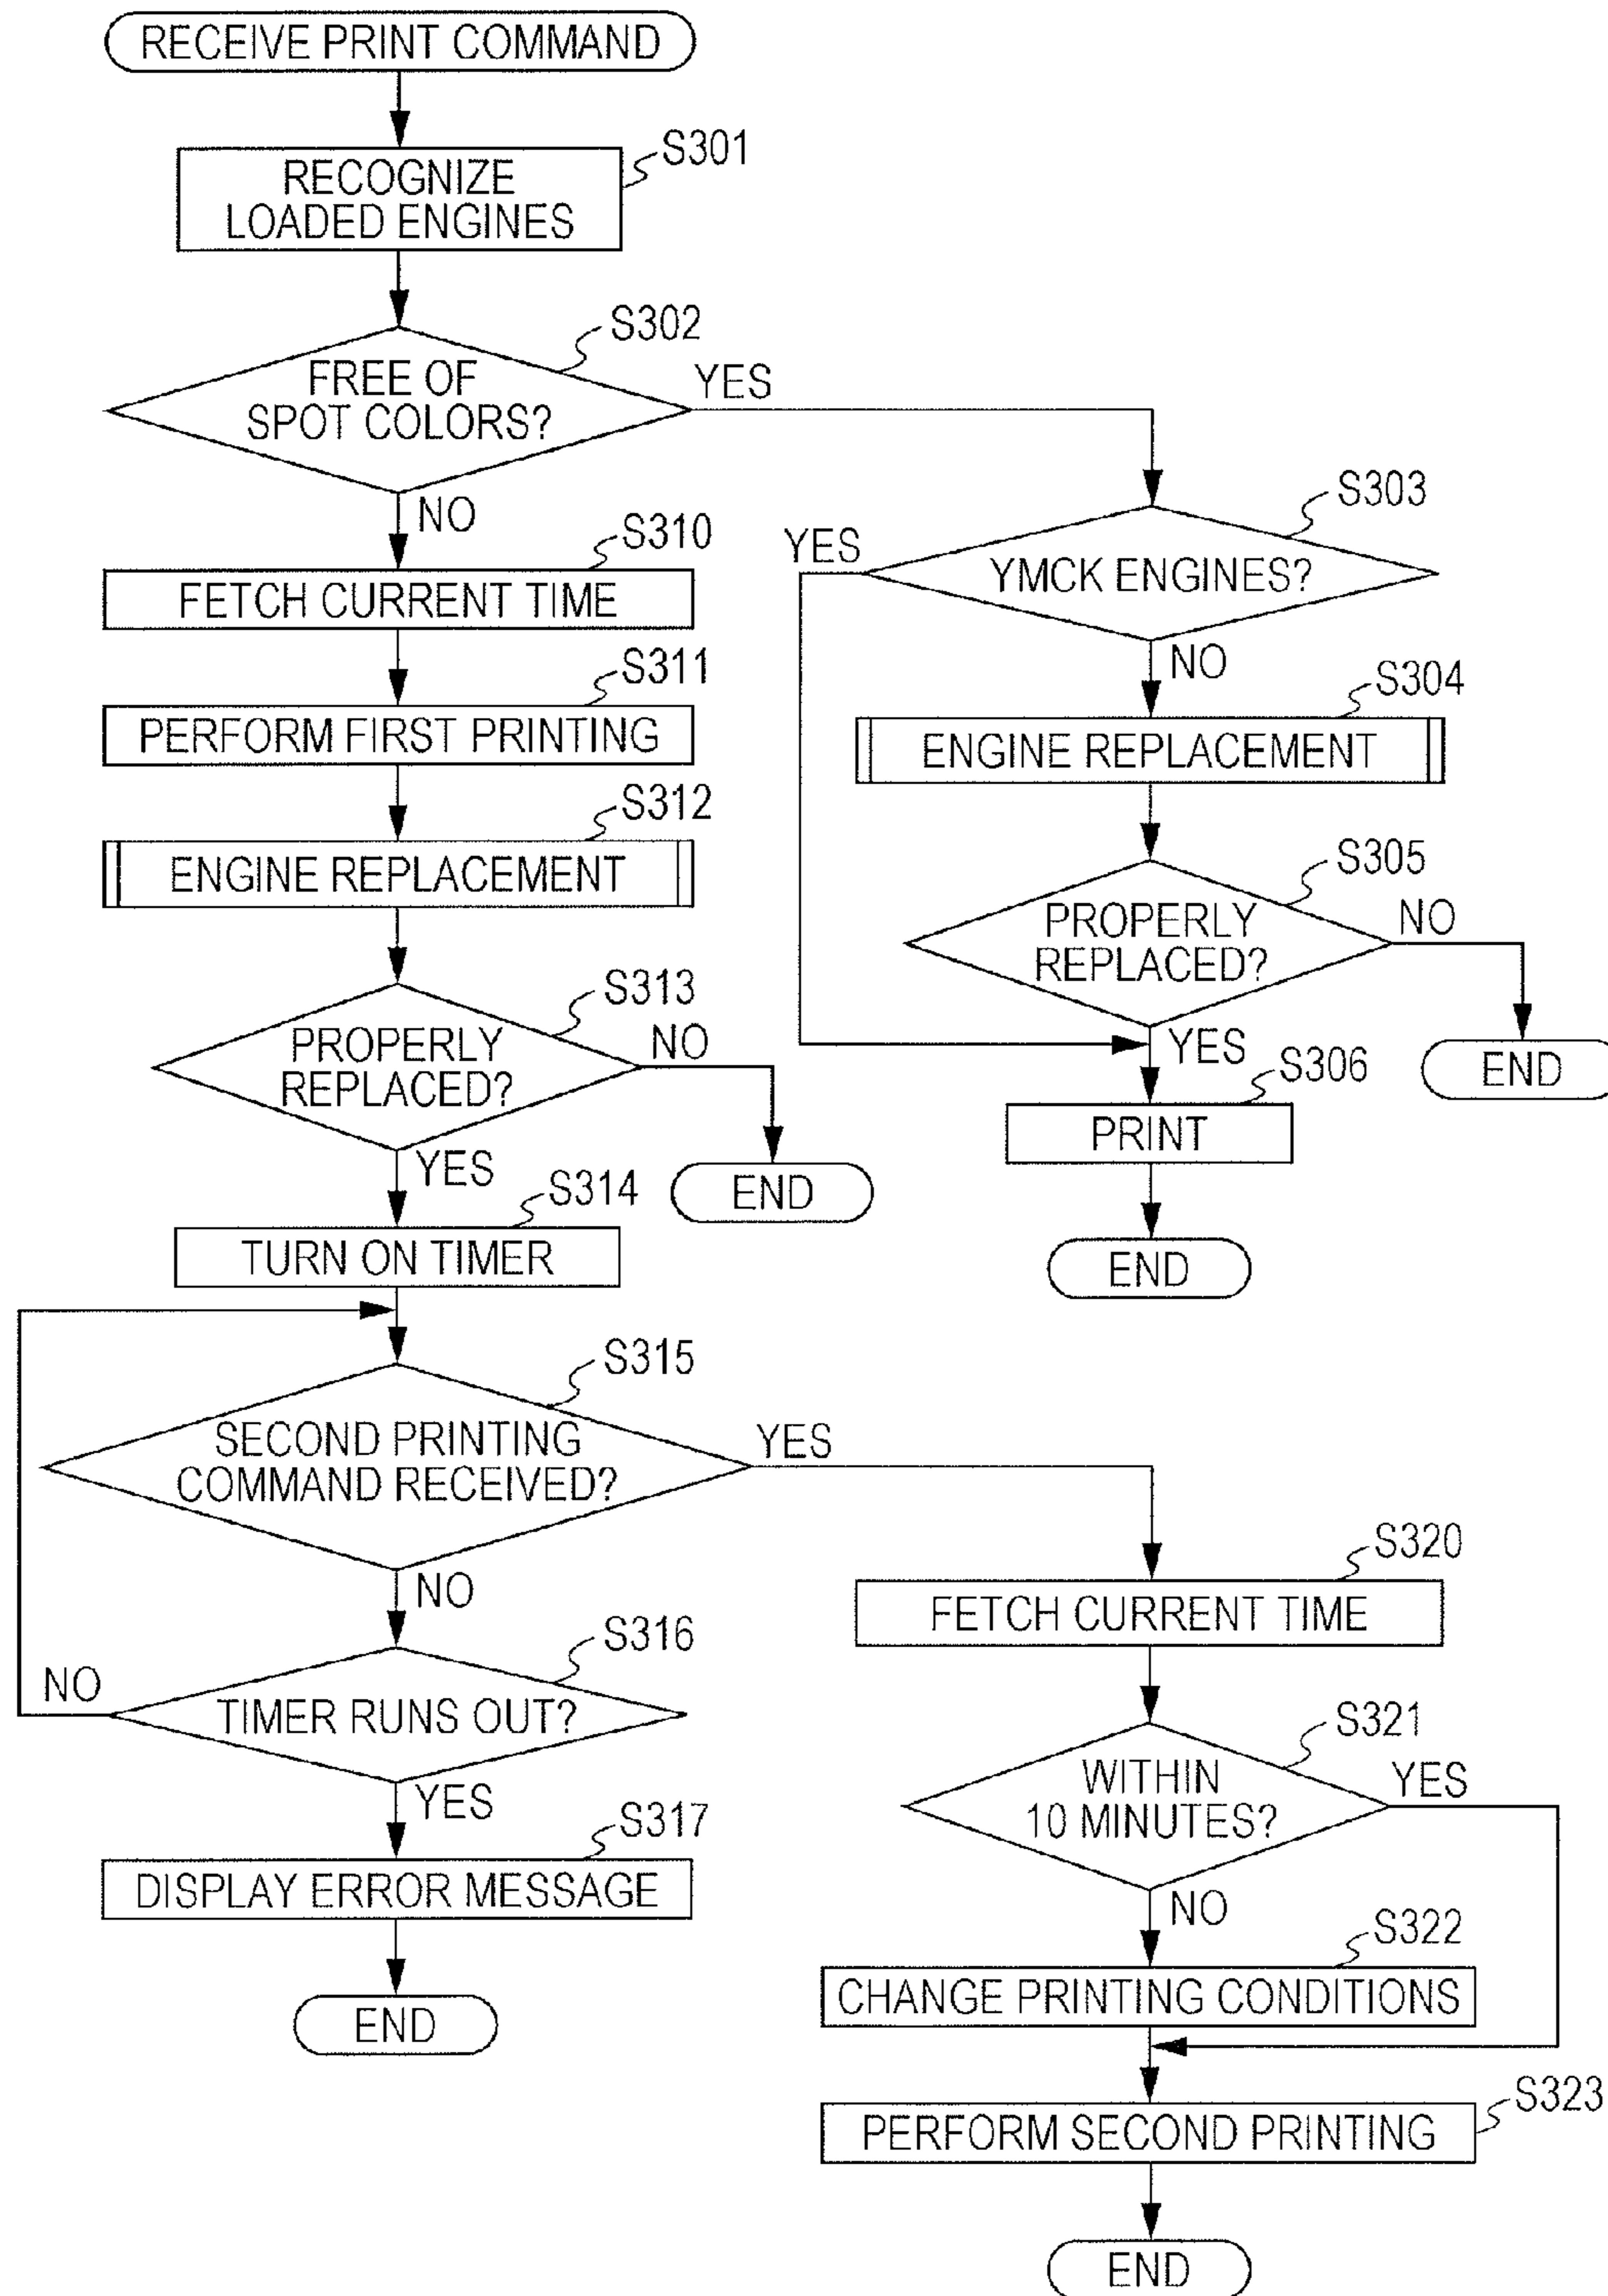 RECEIVE PRINT COMMAND
S301
RECOGNIZE
LOADED ENGINES
S302
FREE OF
SPOT COLORS?
YES
NO
S303
YMCK ENGINES?
YES
NO
S304
ENGINE REPLACEMENT
S305
PROPERLY
REPLACED?
NO
END
YES
S306
PRINT
END
S310
FETCH CURRENT TIME
S311
PERFORM FIRST PRINTING
S312
ENGINE REPLACEMENT
S313
PROPERLY
REPLACED?
NO
END
YES
S314
TURN ON TIMER
S315
SECOND PRINTING
COMMAND RECEIVED?
YES
NO
S316
TIMER RUNS OUT?
NO
YES
S317
DISPLAY ERROR MESSAGE
END
S320
FETCH CURRENT TIME
S321
WITHIN
10 MINUTES?
YES
NO
S322
CHANGE PRINTING CONDITIONS
S323
PERFORM SECOND PRINTING
END